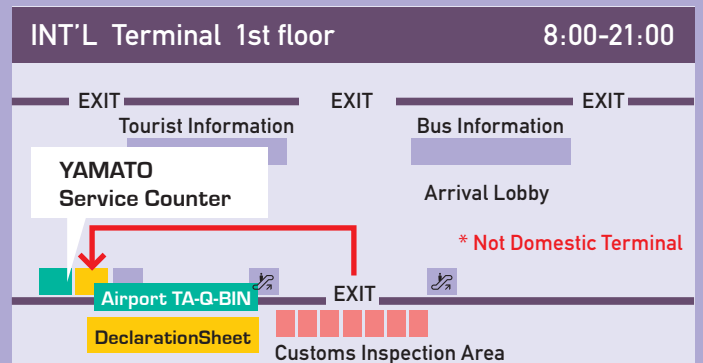 INT'L Terminal 1st floor 8:00-21:00
EXIT EXIT EXIT
Tourist Information Bus Information
YAMATO
Service Counter
Arrival Lobby
* Not Domestic Terminal
Airport TA-Q-BIN
EXIT
DeclarationSheet
Customs Inspection Area